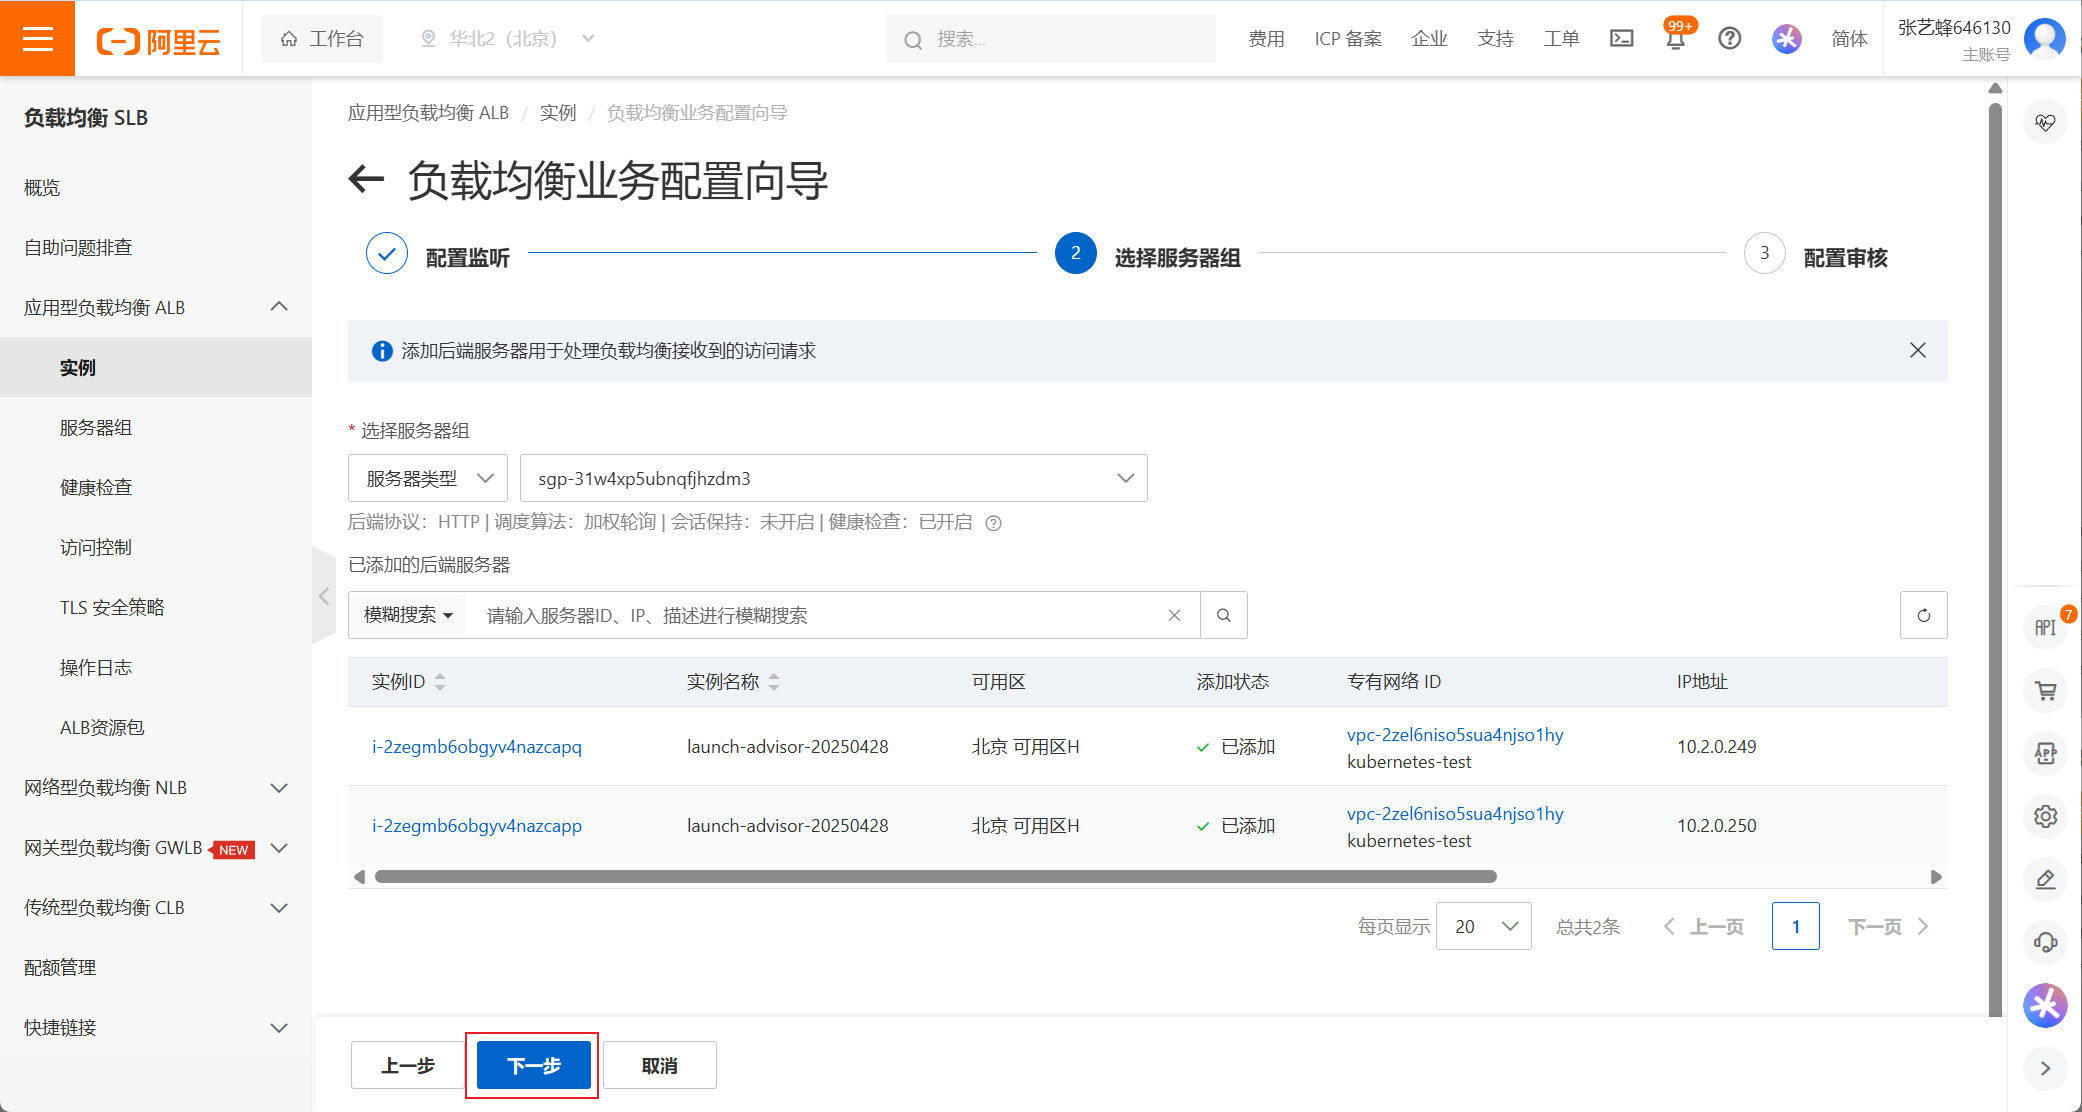 阿里云
工作台
华北2（北京）
搜索...
费用
ICP 备案
企业
支持
工单
99+
简体
张艺蜂646130
主账号
负载均衡 SLB
概览
自助问题排查
应用型负载均衡 ALB
实例
服务器组
健康检查
访问控制
TLS 安全策略
操作日志
ALB资源包
网络型负载均衡 NLB
网关型负载均衡 GWLB NEW
传统型负载均衡 CLB
配额管理
快捷链接
应用型负载均衡 ALB / 实例 / 负载均衡业务配置向导
负载均衡业务配置向导
配置监听
2 选择服务器组
3 配置审核
添加后端服务器用于处理负载均衡接收到的访问请求
* 选择服务器组
服务器类型 sgp-31w4xp5ubnqfjhzdm3
后端协议：HTTP | 调度算法：加权轮询 | 会话保持：未开启 | 健康检查：已开启
已添加的后端服务器
模糊搜索 请输入服务器ID、IP、描述进行模糊搜索
实例ID 实例名称 可用区 添加状态 专有网络 ID IP地址
i-2zegmb6obgyv4nazcapq launch-advisor-20250428 北京 可用区H 已添加 vpc-2zel6niso5sua4njso1hy 10.2.0.249
kubernetes-test
i-2zegmb6obgyv4nazcapp launch-advisor-20250428 北京 可用区H 已添加 vpc-2zel6niso5sua4njso1hy 10.2.0.250
kubernetes-test
每页显示 20 总共2条 上一页 1 下一页
上一步 下一步 取消
API 7
APP